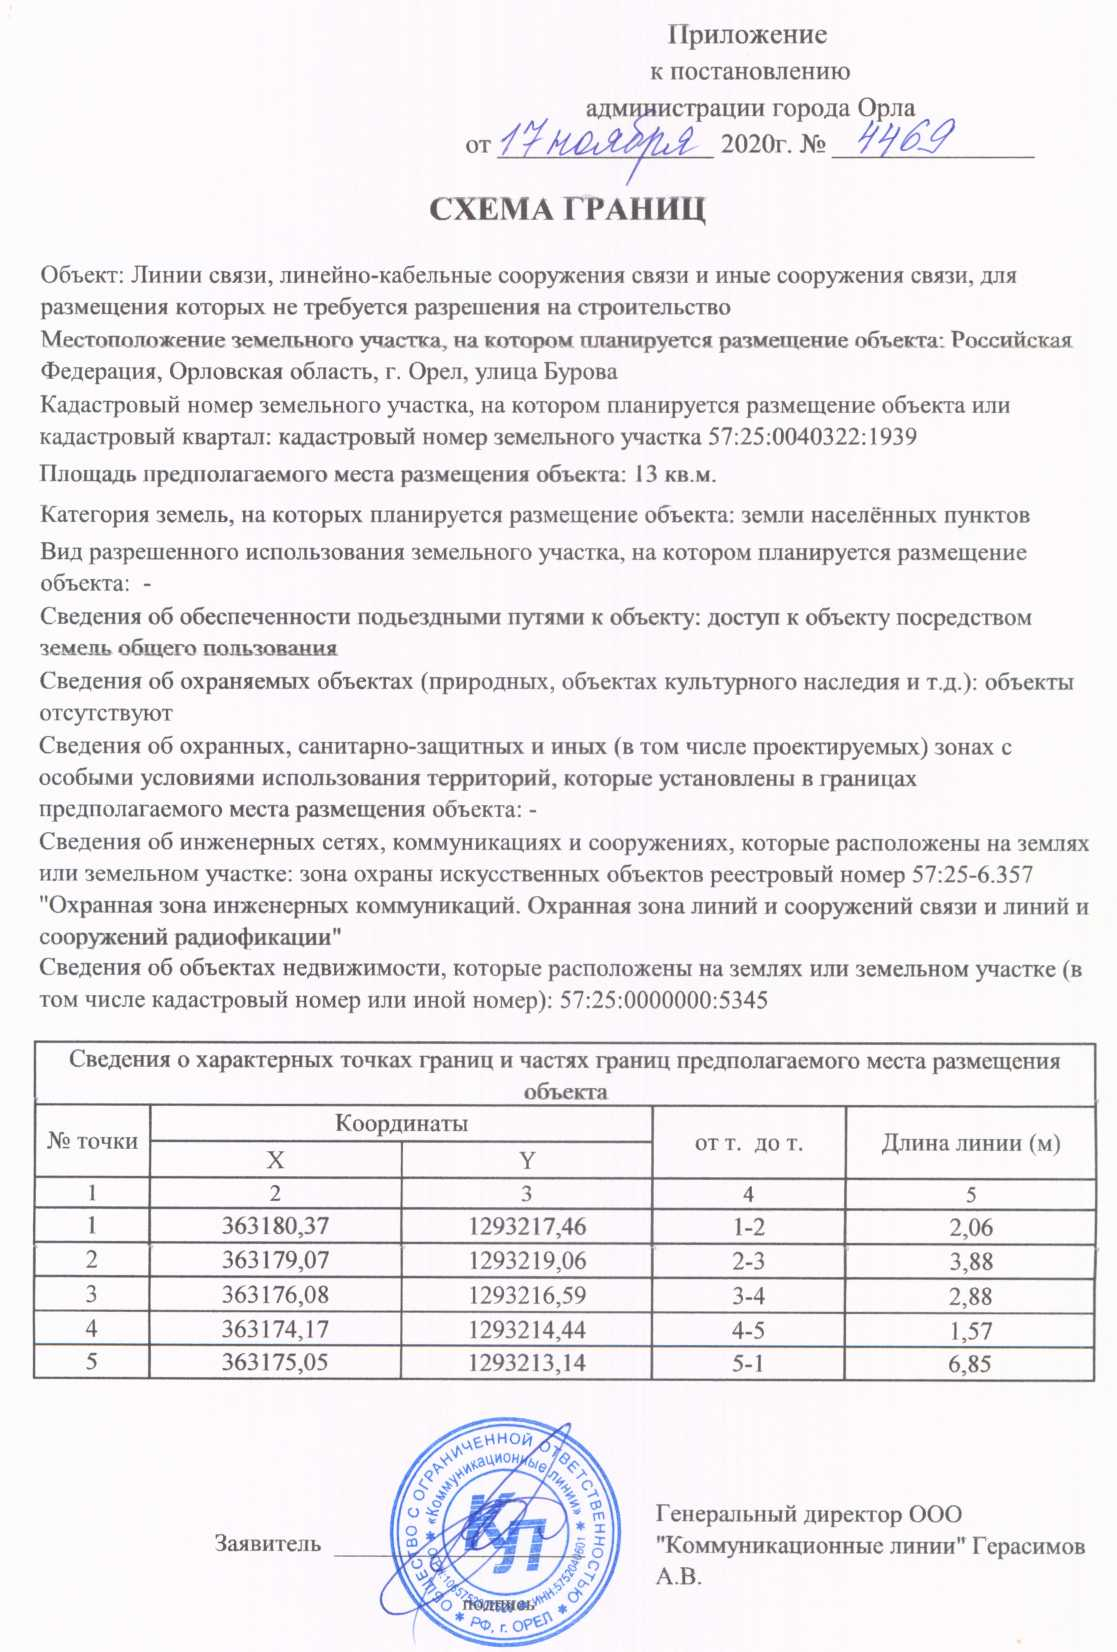 Приложение
к постановлению
администрации города Орла
от 17 ноября 2020г. № 4469
СХЕМА ГРАНИЦ
Объект: Линии связи, линейно-кабельные сооружения связи и иные сооружения связи, для
размещения которых не требуется разрешения на строительство
Местоположение земельного участка, на котором планируется размещение объекта: Российская
Федерация, Орловская область, г. Орел, улица Бурова
Кадастровый номер земельного участка, на котором планируется размещение объекта или
кадастровый квартал: кадастровый номер земельного участка 57:25:0040322:1939
Площадь предполагаемого места размещения объекта: 13 кв.м.
Категория земель, на которых планируется размещение объекта: земли населённых пунктов
Вид разрешенного использования земельного участка, на котором планируется размещение
объекта: -
Сведения об обеспеченности подьездными путями к объекту: доступ к объекту посредством
земель общего пользования
Сведения об охраняемых объектах (природных, объектах культурного наследия и т.д.): объекты
отсутствуют
Сведения об охранных, санитарно-защитных и иных (в том числе проектируемых) зонах с
особыми условиями использования территорий, которые установлены в границах
предполагаемого места размещения объекта: -
Сведения об инженерных сетях, коммуникациях и сооружениях, которые расположены на землях
или земельном участке: зона охраны искусственных объектов реестровый номер 57:25-6.357
"Охранная зона инженерных коммуникаций. Охранная зона линий и сооружений связи и линий и
сооружений радиофикации"
Сведения об объектах недвижимости, которые расположены на землях или земельном участке (в
том числе кадастровый номер или иной номер): 57:25:0000000:5345
Сведения о характерных точках границ и частях границ предполагаемого места размещения
объекта
№ точки Координаты от т. до т. Длина линии (м)
X Y
1 2 3 4 5
1 363180,37 1293217,46 1-2 2,06
2 363179,07 1293219,06 2-3 3,88
3 363176,08 1293216,59 3-4 2,88
4 363174,17 1293214,44 4-5 1,57
5 363175,05 1293213,14 5-1 6,85
ОБЩЕСТВО С ОГРАНИЧЕННОЙ ОТВЕТСТВЕННОСТЬЮ
«Коммуникационные линии»
КЛ
ИНН:5752040601
РФ, г. ОРЕЛ
Заявитель
подпись
Генеральный директор ООО
"Коммуникационные линии" Герасимов
А.В.